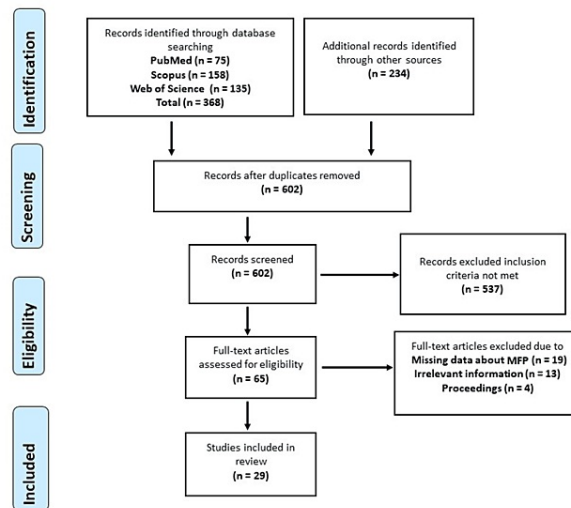 Identification
Records identified through database
searching
PubMed (n = 75)
Scopus (n = 158)
Web of Science (n = 135)
Total (n = 368)
Additional records identified
through other sources
(n = 234)
Screening
Records after duplicates removed
(n = 602)
Records screened
(n = 602)
Records excluded inclusion
criteria not met
(n = 537)
Eligibility
Full-text articles
assessed for eligibility
(n = 65)
Full-text articles excluded due to
Missing data about MFP (n = 19)
Irrelevant information (n = 13)
Proceedings (n = 4)
Included
Studies included in
review
(n = 29)